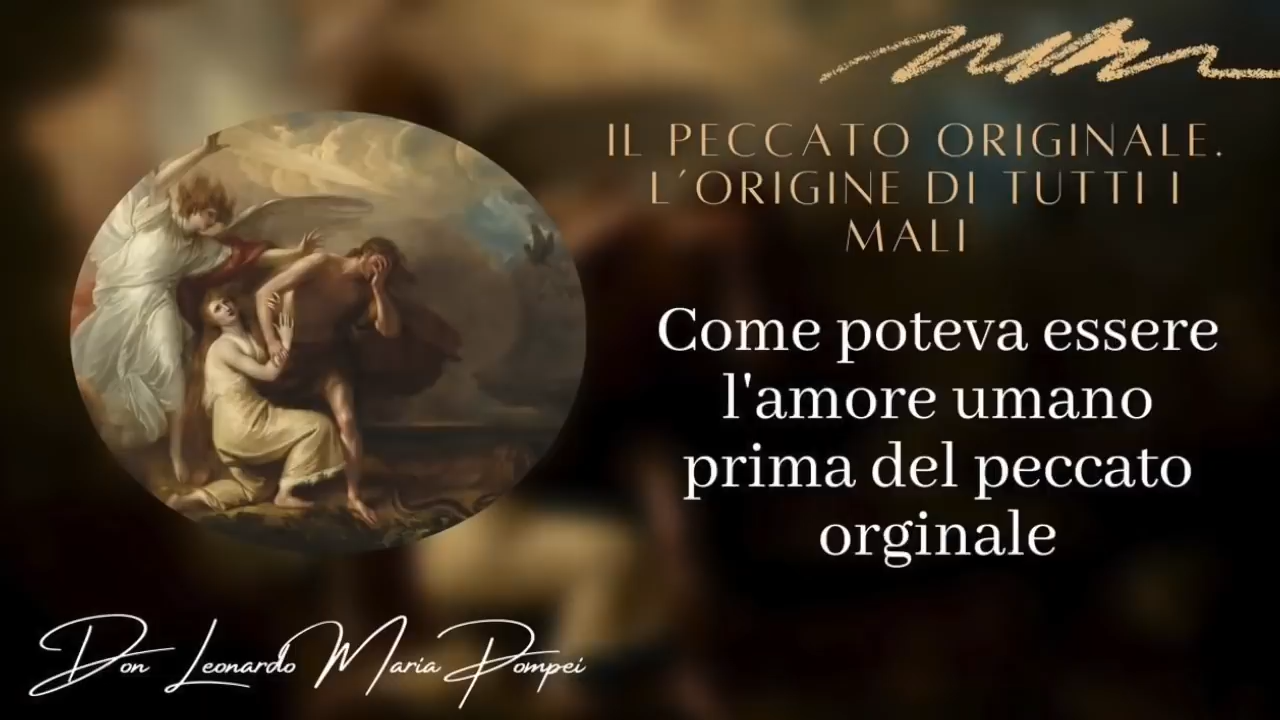 IL PECCATO ORIGINALE.
L'ORIGINE DI TUTTI I
MALI
Come poteva essere
l'amore umano
prima del peccato
orginale
Don Leonardo Maria Pompei